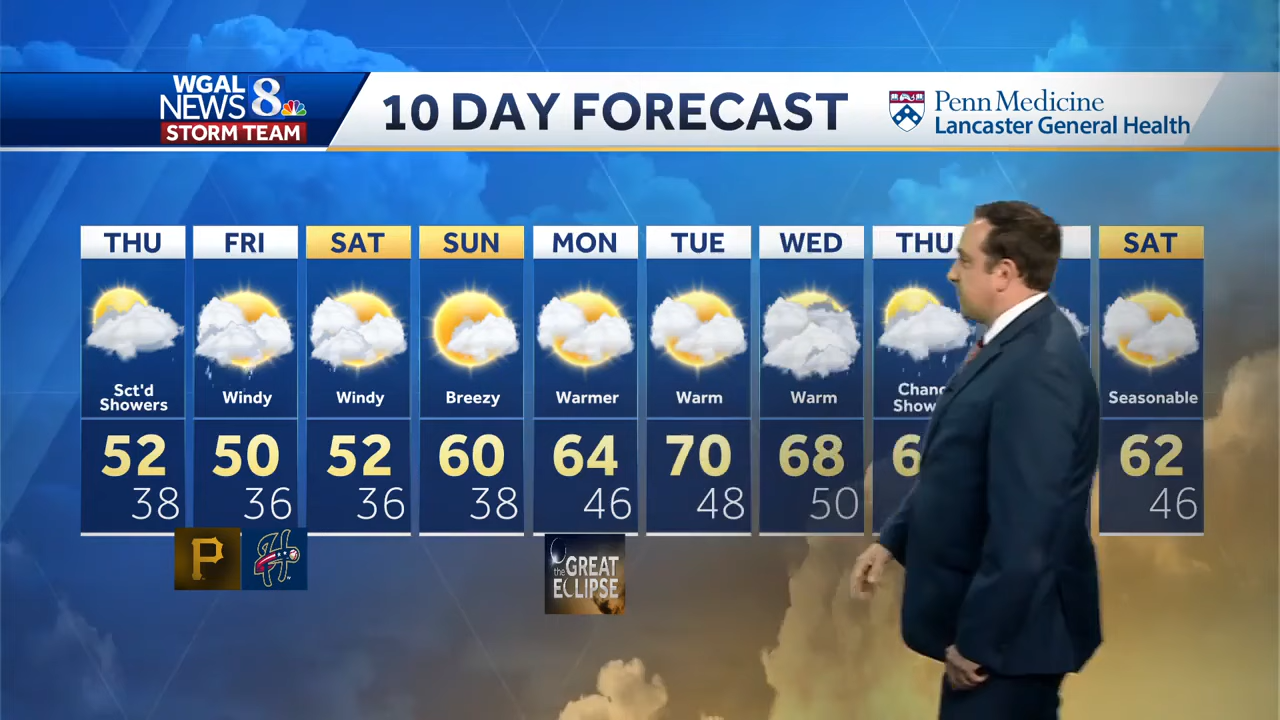 WGAL
NEWS 8
STORM TEAM
10 DAY FORECAST
Penn Medicine
Lancaster General Health
THU FRI SAT SUN MON TUE WED THU SAT
Sct'd
Showers
Windy Windy Breezy Warmer Warm Warm Seasonable
52 50 52 60 64 70 68 62
38 36 36 38 46 48 50 46
P H
the GREAT
ECLIPSE